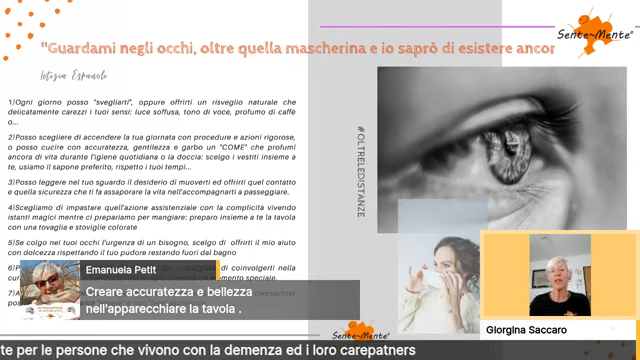 Sente~Mente®
"Guardami negli occhi, oltre quella mascherina e io saprò di esistere ancor
Letizia Espanoli
1)Ogni giorno posso "svegliarti", oppure offrirti un risveglio naturale che
delicatamente carezzi i tuoi sensi: luce soffusa, tono di voce, profumo di caffè
o...
2)Posso scegliere di accendere la tua giornata con procedure e azioni rigorose,
o posso cucire con accuratezza, gentilezza e garbo un "COME" che profumi
ancora di vita durante l'igiene quotidiana o la doccia: scelgo i vestiti insieme a
te, usiamo il sapone preferito, rispetto i tuoi tempi...
3)Posso leggere nel tuo sguardo il desiderio di muoverti ed offrirti quel contatto
e quella sicurezza che ti fa assaporare la vita nell'accompagnarti a passeggiare.
4)Scegliamo di impastare quell'azione assistenziale con la complicità vivendo
istanti magici mentre ci prepariamo per mangiare: preparo insieme a te la tavola
con una tovaglia e stoviglie colorate
5)Se colgo nei tuoi occhi l'urgenza di un bisogno, scelgo di offrirti il mio aiuto
con dolcezza rispettando il tuo pudore restando fuori dal bagno
6)P
di coinvolgerti nella
cu
momento speciale.
7)A
carepartner
pos
#OLTRELEDISTANZE
Emanuela Petit
Creare accuratezza e bellezza
nell'apparecchiare la tavola .
Sente~Mente®
Giorgina Saccaro
te per le persone che vivono con la demenza ed i loro carepatners